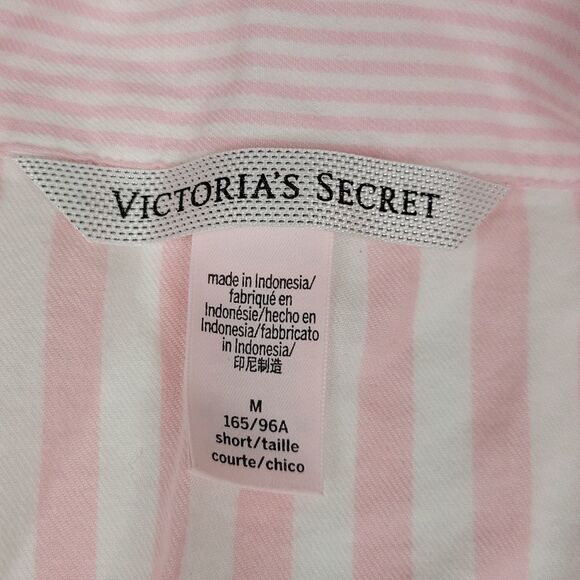 VICTORIA'S SECRET
made in Indonesia/
fabriqué en
Indonésie/hecho en
Indonesia/fabbricato
in Indonesia/
印尼制造
M
165/96A
short/taille
courte/chico